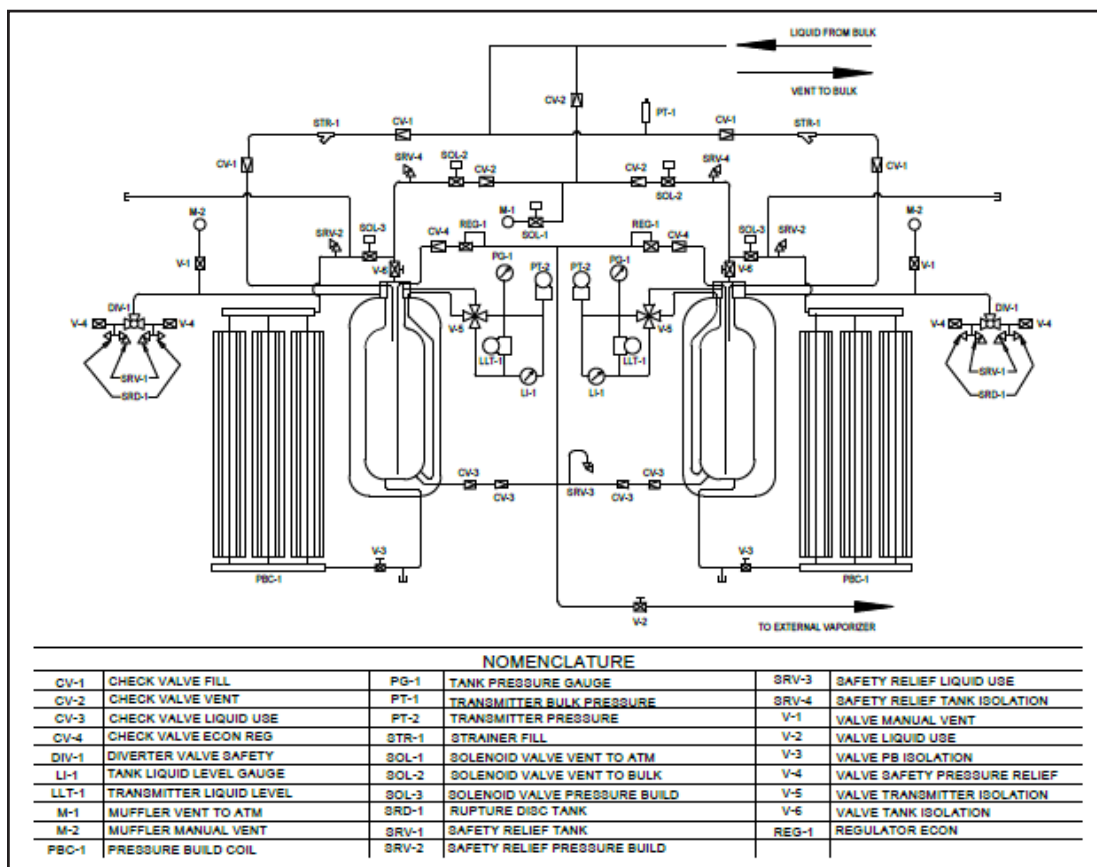 LIQUID FROM BULK
VENT TO BULK
CV-2
PT-1
STR-1
CV-1
CV-1
STR-1
CV-1
SRV-4
SOL-2
CV-2
CV-2
SOL-2
SRV-4
CV-1
M-2
M-1
SOL-1
M-2
SRV-2
SOL-3
CV-4
REG-1
REG-1
CV-4
SOL-3
SRV-2
V-1
V-6
PG-1
PT-2
PT-2
PG-1
V-6
V-1
DIV-1
DIV-1
V-4
V-4
V-5
V-5
V-4
V-4
LLT-1
LLT-1
SRV-1
SRV-1
SRD-1
LI-1
LI-1
SRD-1
CV-3
CV-3
SRV-3
CV-3
CV-3
V-3
V-3
PBC-1
PBC-1
V-2
TO EXTERNAL VAPORIZER
NOMENCLATURE
CV-1 CHECK VALVE FILL PG-1 TANK PRESSURE GAUGE SRV-3 SAFETY RELIEF LIQUID USE
CV-2 CHECK VALVE VENT PT-1 TRANSMITTER BULK PRESSURE SRV-4 SAFETY RELIEF TANK ISOLATION
CV-3 CHECK VALVE LIQUID USE PT-2 TRANSMITTER PRESSURE V-1 VALVE MANUAL VENT
CV-4 CHECK VALVE ECON REG STR-1 STRAINER FILL V-2 VALVE LIQUID USE
DIV-1 DIVERTER VALVE SAFETY SOL-1 SOLENOID VALVE VENT TO ATM V-3 VALVE PB ISOLATION
LI-1 TANK LIQUID LEVEL GAUGE SOL-2 SOLENOID VALVE VENT TO BULK V-4 VALVE SAFETY PRESSURE RELIEF
LLT-1 TRANSMITTER LIQUID LEVEL SOL-3 SOLENOID VALVE PRESSURE BUILD V-5 VALVE TRANSMITTER ISOLATION
M-1 MUFFLER VENT TO ATM SRD-1 RUPTURE DISC TANK V-6 VALVE TANK ISOLATION
M-2 MUFFLER MANUAL VENT SRV-1 SAFETY RELIEF TANK REG-1 REGULATOR ECON
PBC-1 PRESSURE BUILD COIL SRV-2 SAFETY RELIEF PRESSURE BUILD